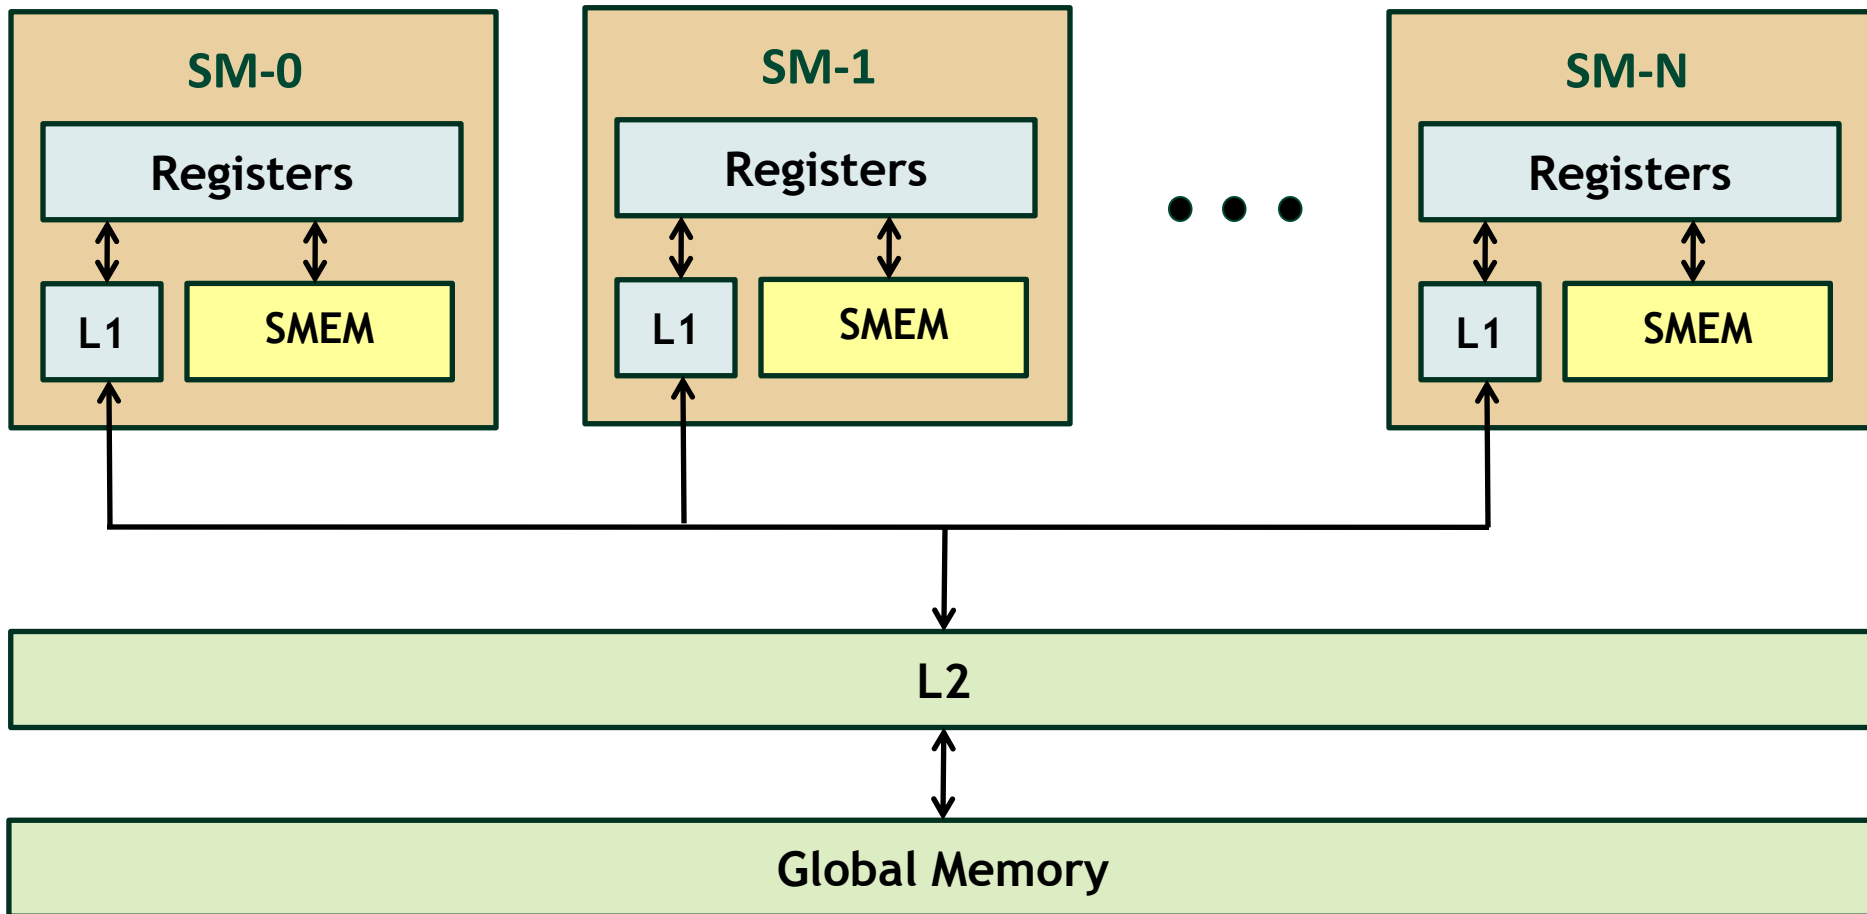 SM-0
Registers
L1
SMEM
SM-1
Registers
L1
SMEM
SM-N
Registers
L1
SMEM
L2
Global Memory